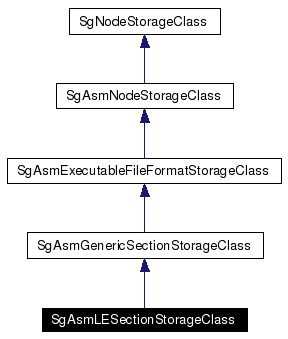 SgNodeStorageClass
SgAsmNodeStorageClass
SgAsmExecutableFileFormatStorageClass
SgAsmGenericSectionStorageClass
SgAsmLESectionStorageClass